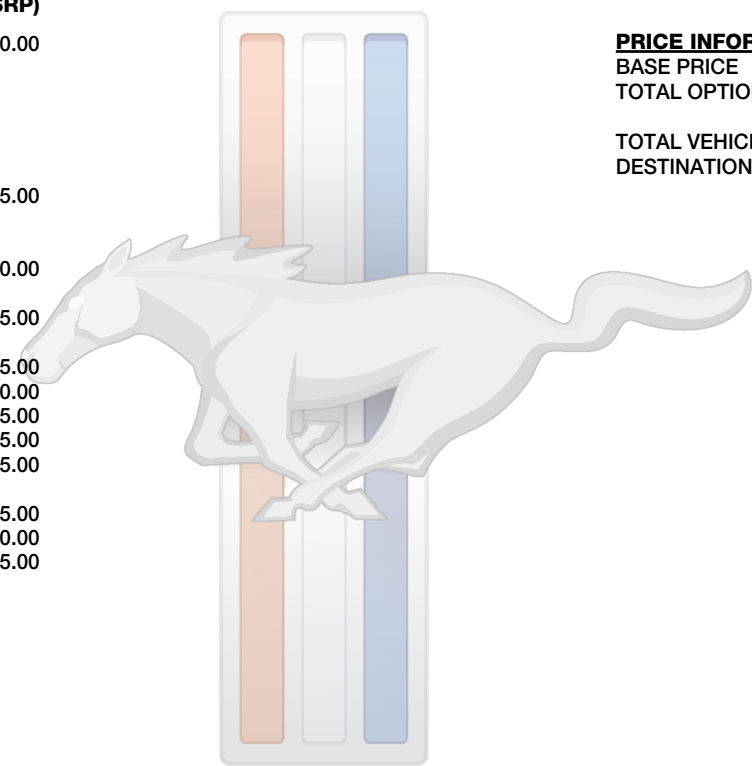 SRP)
0.00
5.00
0.00
5.00
5.00
0.00
5.00
5.00
5.00
5.00
0.00
5.00
PRICE INFOR
BASE PRICE
TOTAL OPTIO
TOTAL VEHICL
DESTINATION